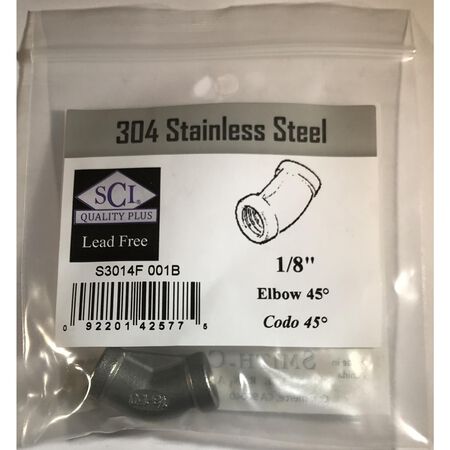 304 Stainless Steel
SCI®
QUALITY PLUS
Lead Free
S3014F 001B
0 92201 42577 5
1/8"
Elbow 45°
Codo 45°